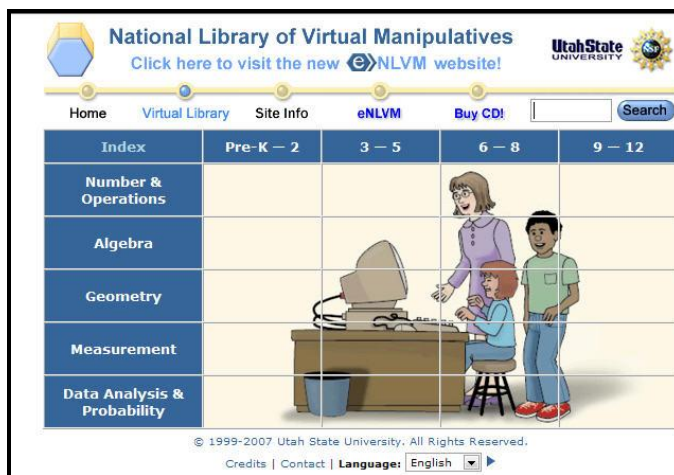 National Library of Virtual Manipulatives
Click here to visit the new eNLVM website!
UtahState
UNIVERSITY
NSF
Home Virtual Library Site Info eNLVM Buy CD! Search
Index Pre-K — 2 3 — 5 6 — 8 9 — 12
Number &
Operations
Algebra
Geometry
Measurement
Data Analysis &
Probability
© 1999-2007 Utah State University. All Rights Reserved.
Credits | Contact | Language: English